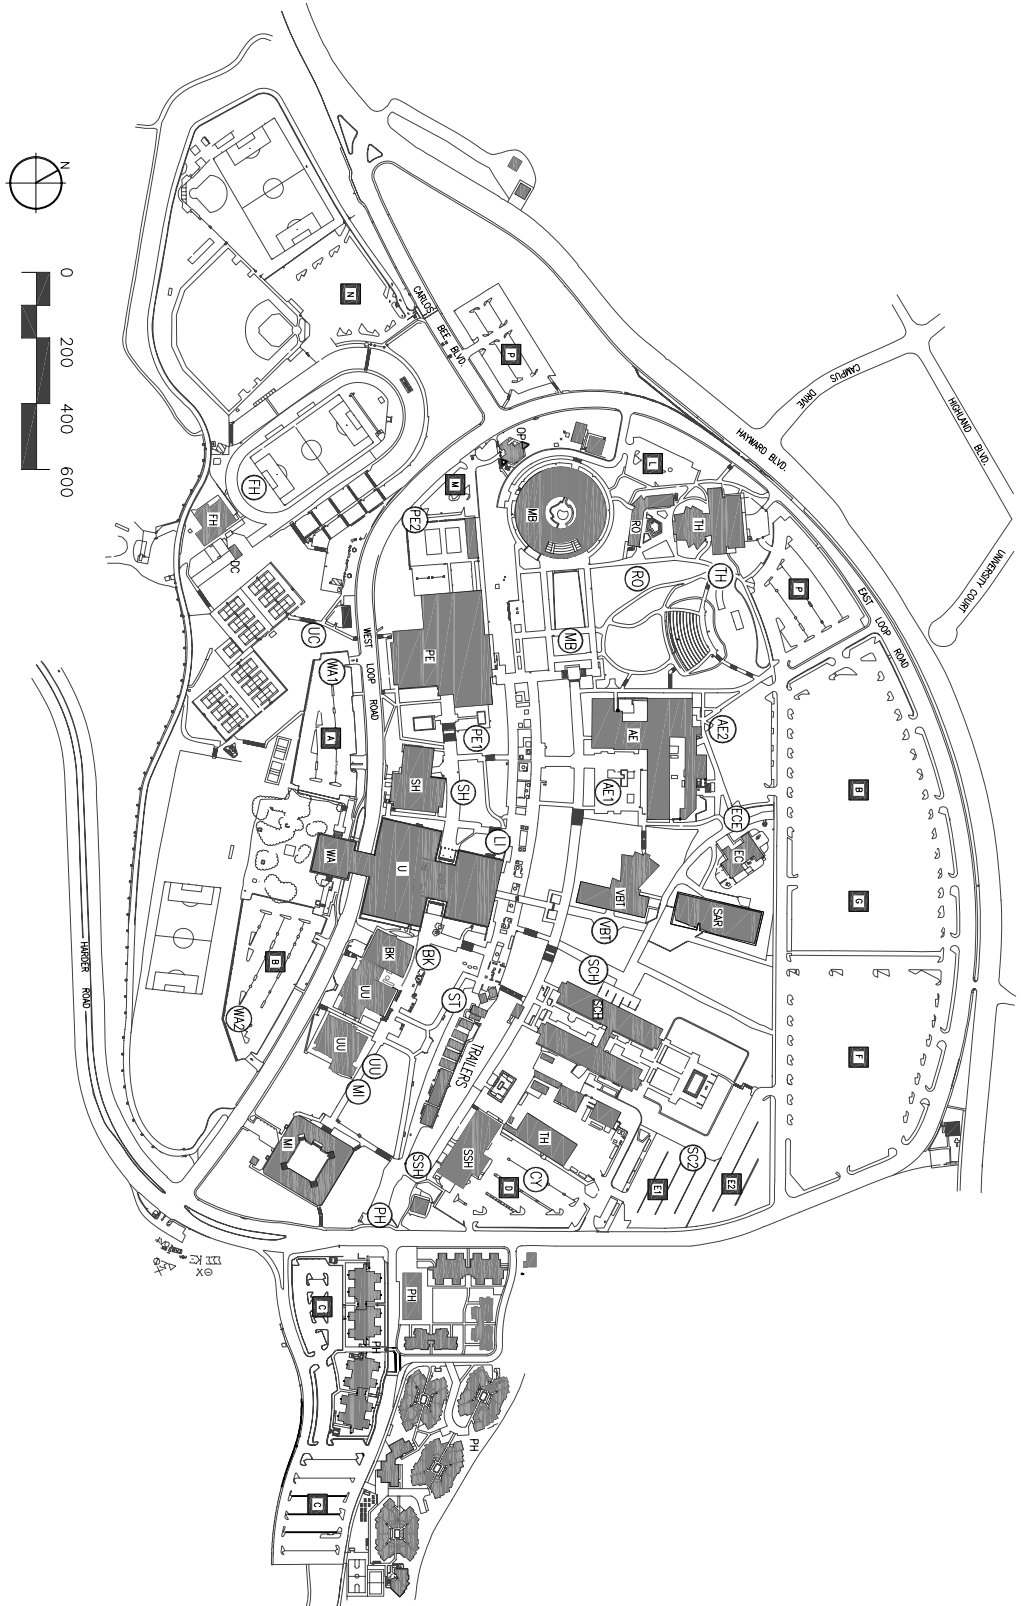 N
0
200
400
600
CARLOS
BEE BLVD.
CAMPUS
DRIVE
HIGHLAND BLVD.
HAYWARD BLVD.
UNIVERSITY COURT
EAST
LOOP
ROAD
WEST
LOOP
ROAD
HARDER
ROAD
N
P
OP
L
M
MB
RO
TH
FH
FH
DC
PE2
RO
TH
P
UC
WA1
PE
MB
A
PE1
AE
AE2
SH
SH
AE1
B
ECE
EC
LI
WA
U
VBT
SAR
G
VBT
B
BK
BK
SCH
SCH
WA2
UU
ST
UU
UU
MI
TRAILERS
F
MI
SSH
SSH
TH
CY
D
SC2
E1
E2
PH
C
PH
PH
PH
C